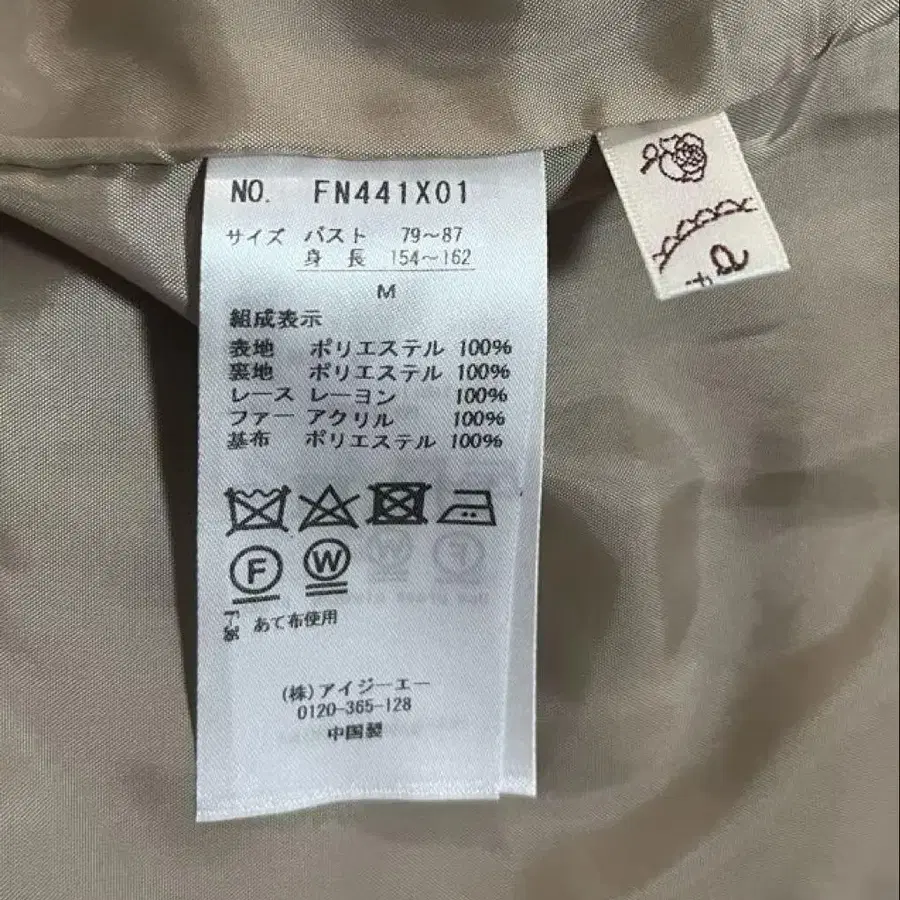 NO. FN441X01
サイズ バスト 79～87
身長 154～162
M
組成表示
表地 ポリエステル 100%
裏地 ポリエステル 100%
レース レーヨン 100%
ファー アクリル 100%
基布 ポリエステル 100%
F W
あて布使用
(株)アイジーエー
0120-365-128
中国製